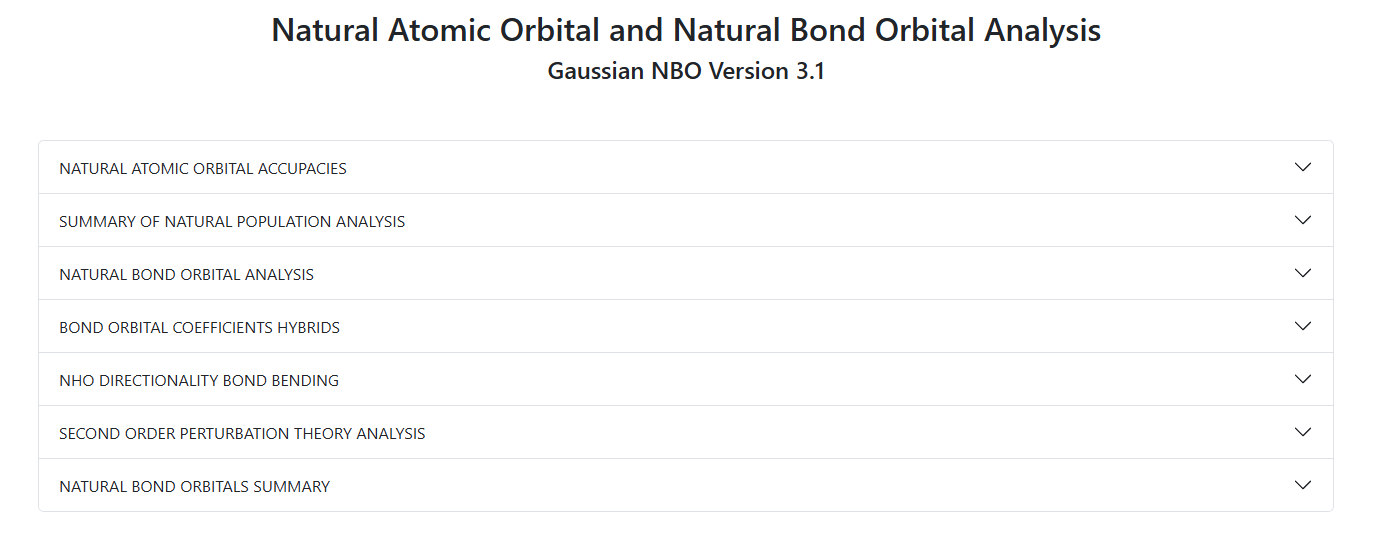 Natural Atomic Orbital and Natural Bond Orbital Analysis
Gaussian NBO Version 3.1
NATURAL ATOMIC ORBITAL ACCUPACIES
SUMMARY OF NATURAL POPULATION ANALYSIS
NATURAL BOND ORBITAL ANALYSIS
BOND ORBITAL COEFFICIENTS HYBRIDS
NHO DIRECTIONALITY BOND BENDING
SECOND ORDER PERTURBATION THEORY ANALYSIS
NATURAL BOND ORBITALS SUMMARY